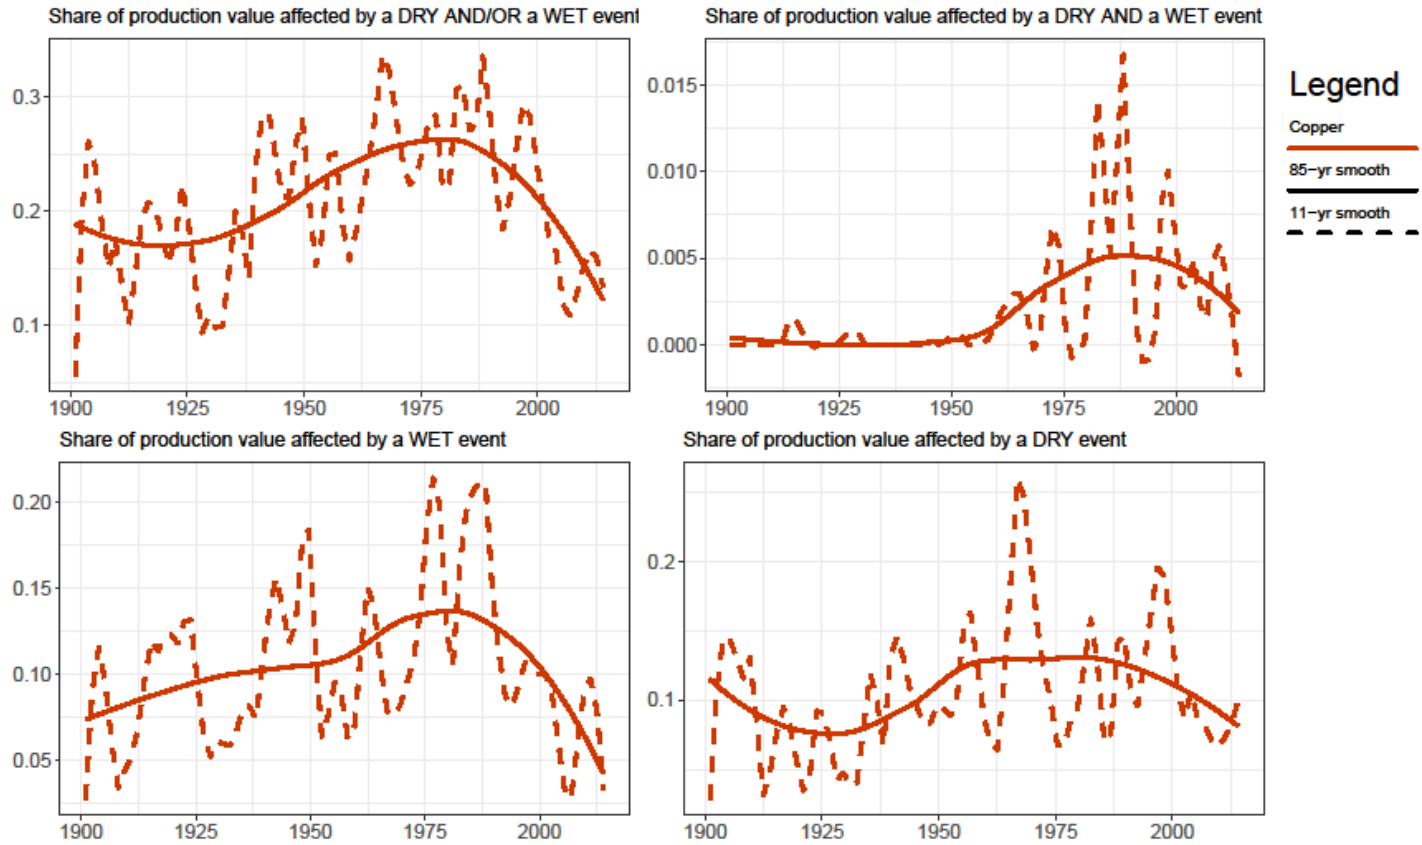 Share of production value affected by a DRY AND/OR a WET event
0.3
0.2
0.1
1900 1925 1950 1975 2000
Share of production value affected by a DRY AND a WET event
0.015
0.010
0.005
0.000
1900 1925 1950 1975 2000
Legend
Copper
85-yr smooth
11-yr smooth
Share of production value affected by a WET event
0.20
0.15
0.10
0.05
1900 1925 1950 1975 2000
Share of production value affected by a DRY event
0.2
0.1
1900 1925 1950 1975 2000